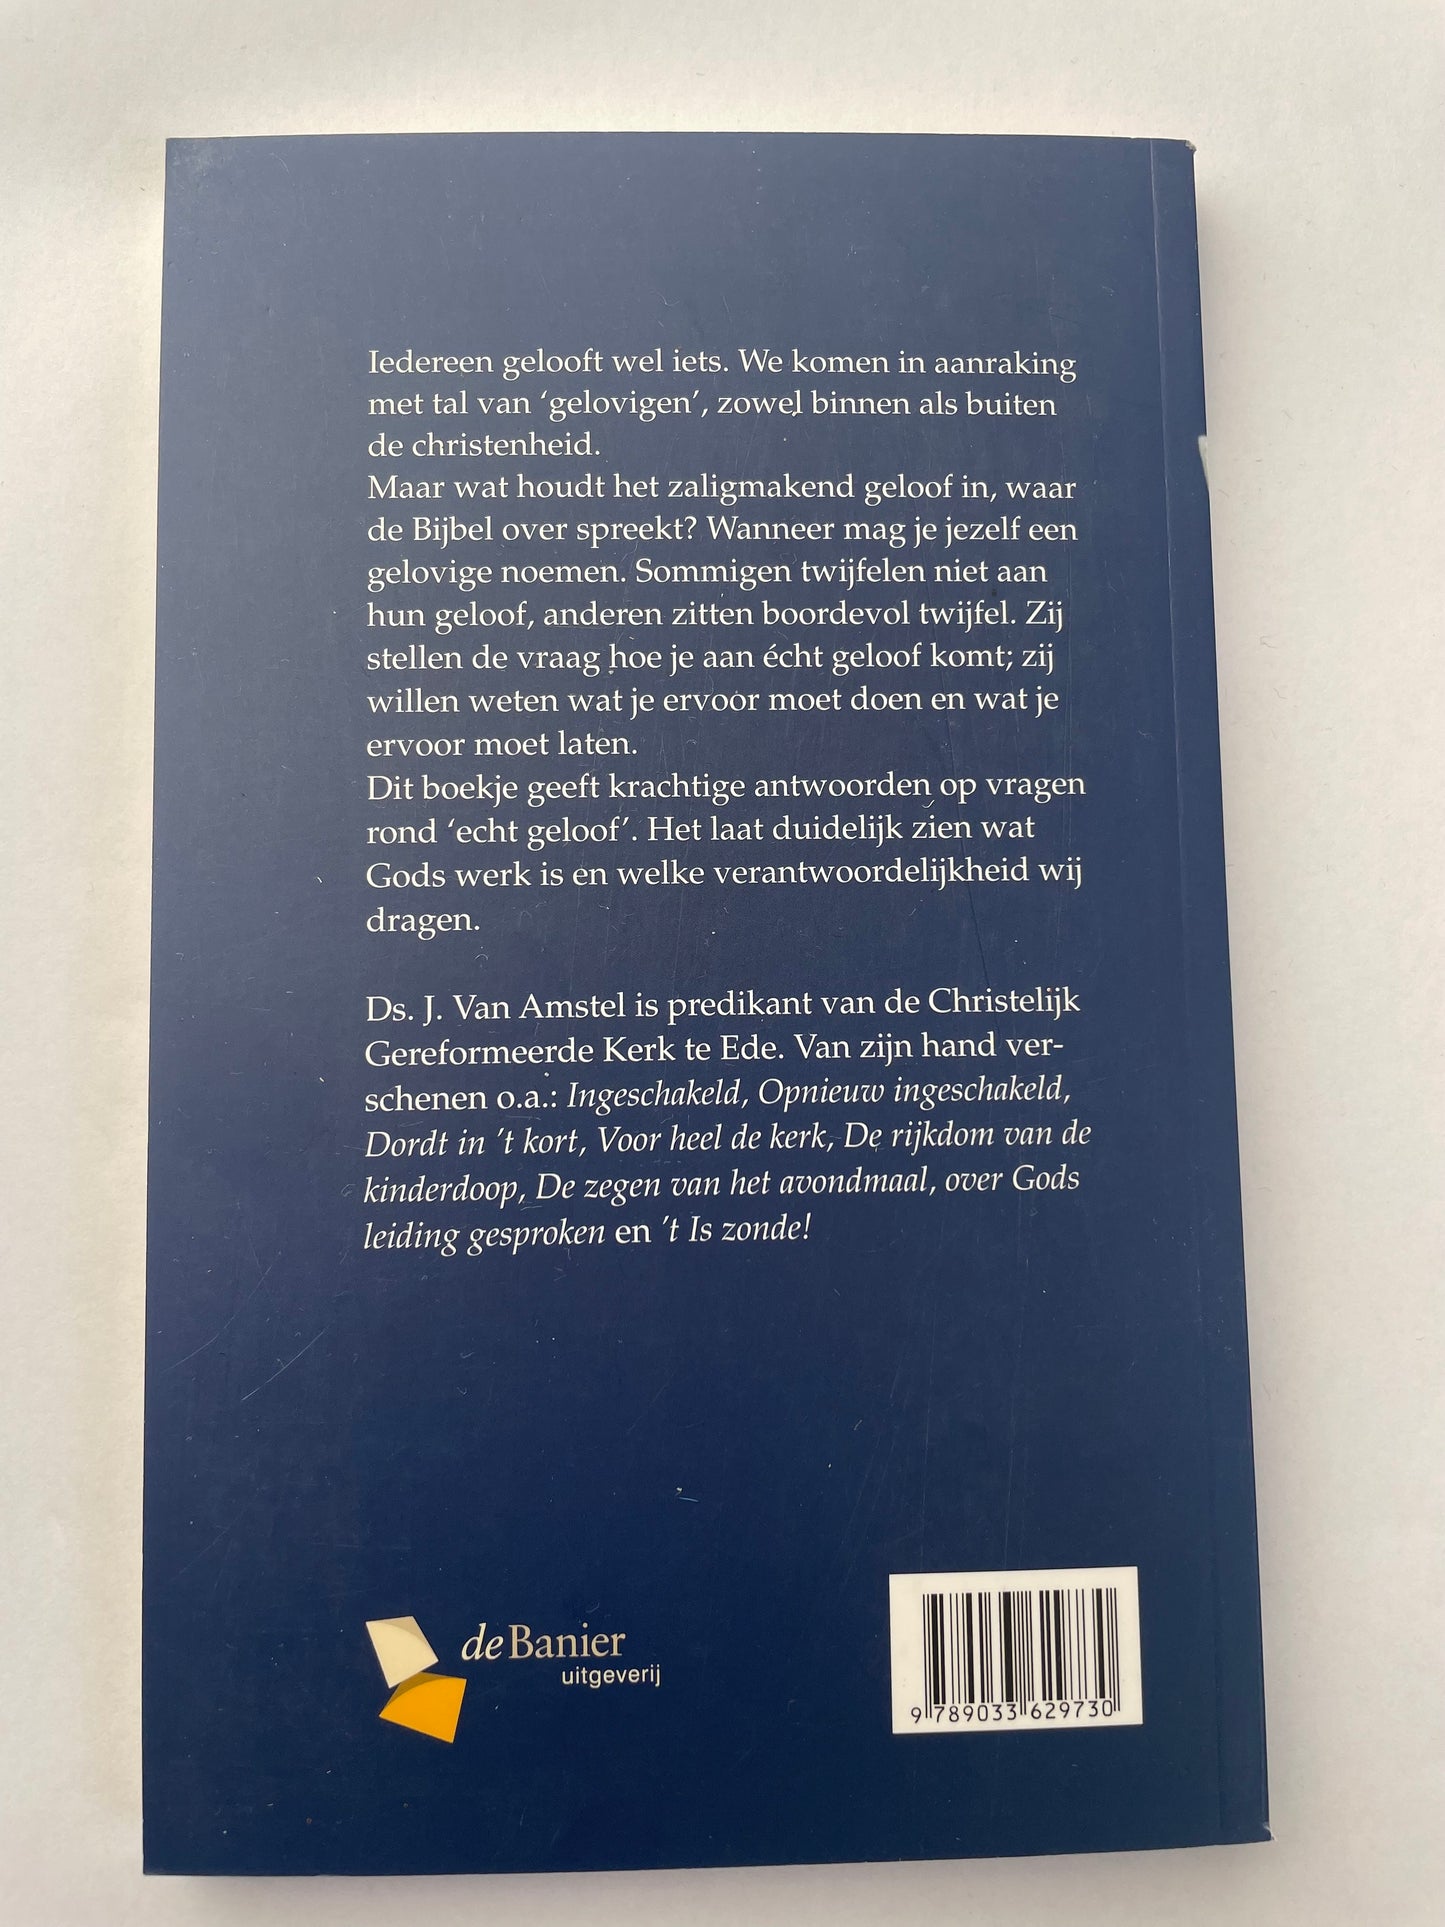 Iedereen gelooft wel iets. We komen in aanraking
met tal van ‘gelovigen’, zowel binnen als buiten
de christenheid.
Maar wat houdt het zaligmakend geloof in, waar
de Bijbel over spreekt? Wanneer mag je jezelf een
gelovige noemen. Sommigen twijfelen niet aan
hun geloof, anderen zitten boordevol twijfel. Zij
stellen de vraag hoe je aan écht geloof komt; zij
willen weten wat je ervoor moet doen en wat je
ervoor moet laten.
Dit boekje geeft krachtige antwoorden op vragen
rond ‘echt geloof’. Het laat duidelijk zien wat
Gods werk is en welke verantwoordelijkheid wij
dragen.
Ds. J. Van Amstel is predikant van de Christelijk
Gereformeerde Kerk te Ede. Van zijn hand ver-
schenen o.a.: Ingeschakeld, Opnieuw ingeschakeld,
Dordt in ’t kort, Voor heel de kerk, De rijkdom van de
kinderdoop, De zegen van het avondmaal, over Gods
leiding gesproken en ’t Is zonde!
de Banier
uitgeverij
9 789033 629730